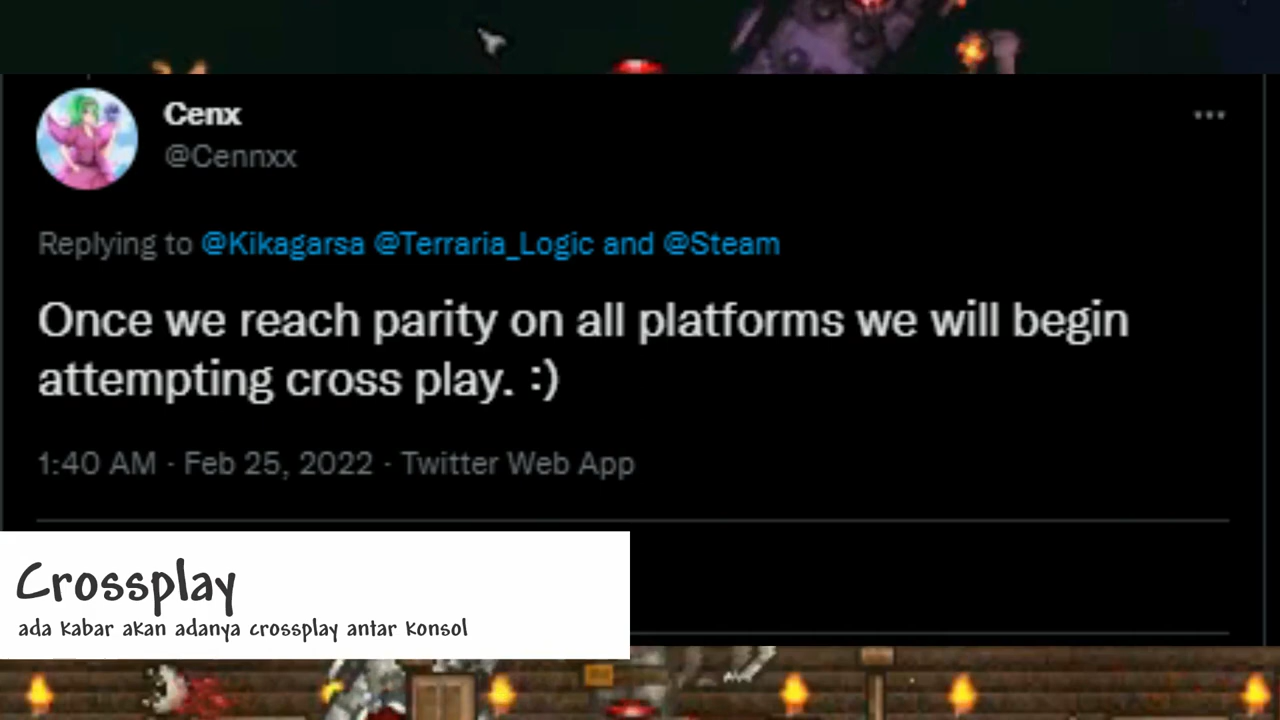 Cenx
@Cennxx
Replying to @Kikagarsa @Terraria_Logic and @Steam
Once we reach parity on all platforms we will begin
attempting cross play. :)
1:40 AM · Feb 25, 2022 · Twitter Web App
Crossplay
ada kabar akan adanya crossplay antar konsol